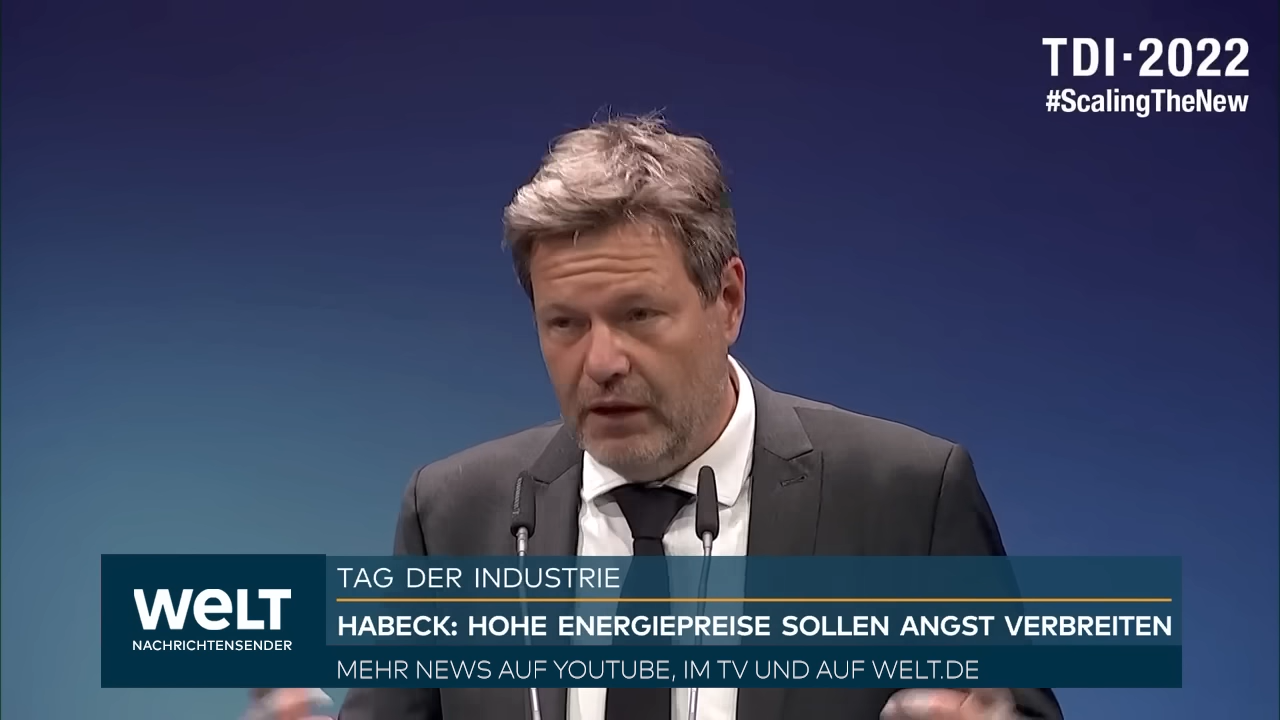 TDI·2022
#ScalingTheNew
TAG DER INDUSTRIE
welt
NACHRICHTENSENDER
HABECK: HOHE ENERGIEPREISE SOLLEN ANGST VERBREITEN
MEHR NEWS AUF YOUTUBE, IM TV UND AUF WELT.DE